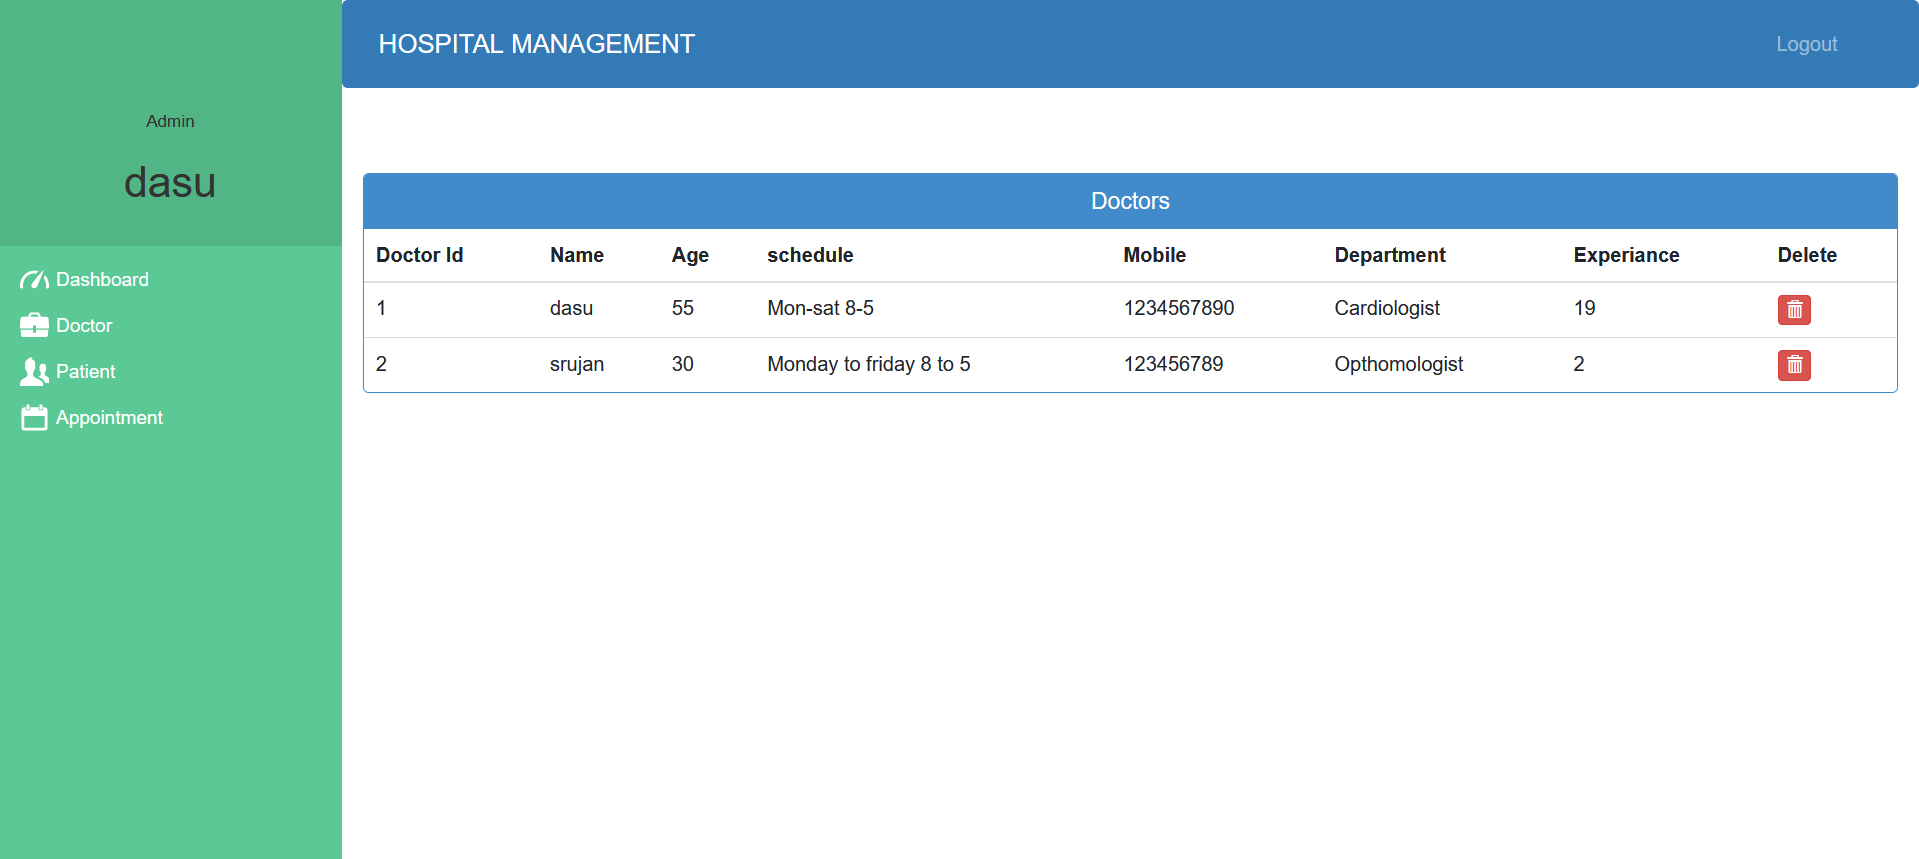 HOSPITAL MANAGEMENT
Logout
Admin
dasu
Dashboard
Doctor
Patient
Appointment
Doctors
Doctor Id Name Age schedule Mobile Department Experiance Delete
1 dasu 55 Mon-sat 8-5 1234567890 Cardiologist 19
2 srujan 30 Monday to friday 8 to 5 123456789 Opthomologist 2